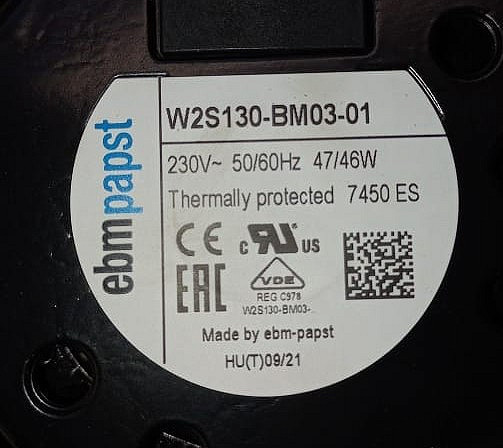 ebmpapst
W2S130-BM03-01
230V~ 50/60Hz 47/46W
Thermally protected 7450 ES
CE c RU US
EAC VDE
REG C978
W2S130-BM03-..
Made by ebm-papst
HU(T)09/21